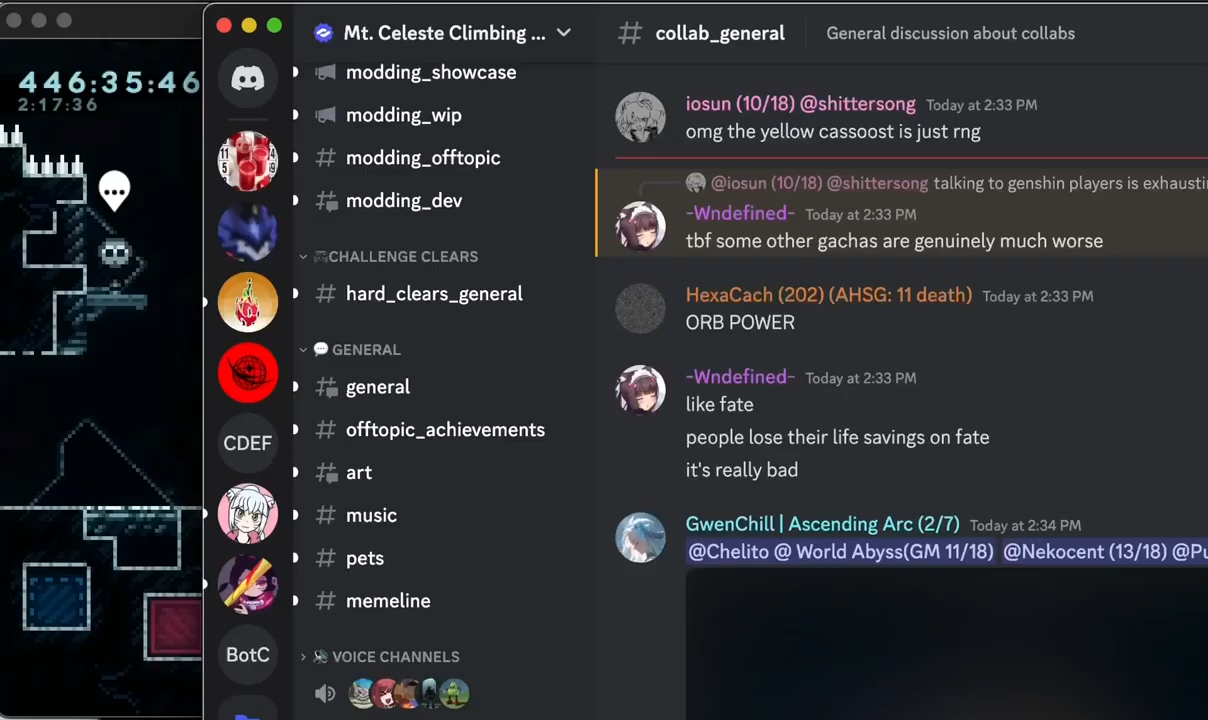 446:35:46
2:17:36
Mt. Celeste Climbing ...
modding_showcase
modding_wip
modding_offtopic
modding_dev
CHALLENGE CLEARS
hard_clears_general
GENERAL
general
offtopic_achievements
art
music
pets
memeline
VOICE CHANNELS
CDEF
BotC
# collab_general
General discussion about collabs
iosun (10/18) @shittersong Today at 2:33 PM
omg the yellow cassoost is just rng
@iosun (10/18) @shittersong talking to genshin players is exhausti
-Wndefined- Today at 2:33 PM
tbf some other gachas are genuinely much worse
HexaCach (202) (AHSG: 11 death) Today at 2:33 PM
ORB POWER
-Wndefined- Today at 2:33 PM
like fate
people lose their life savings on fate
it's really bad
GwenChill | Ascending Arc (2/7) Today at 2:34 PM
@Chelito @ World Abyss(GM 11/18) @Nekocent (13/18) @Pu